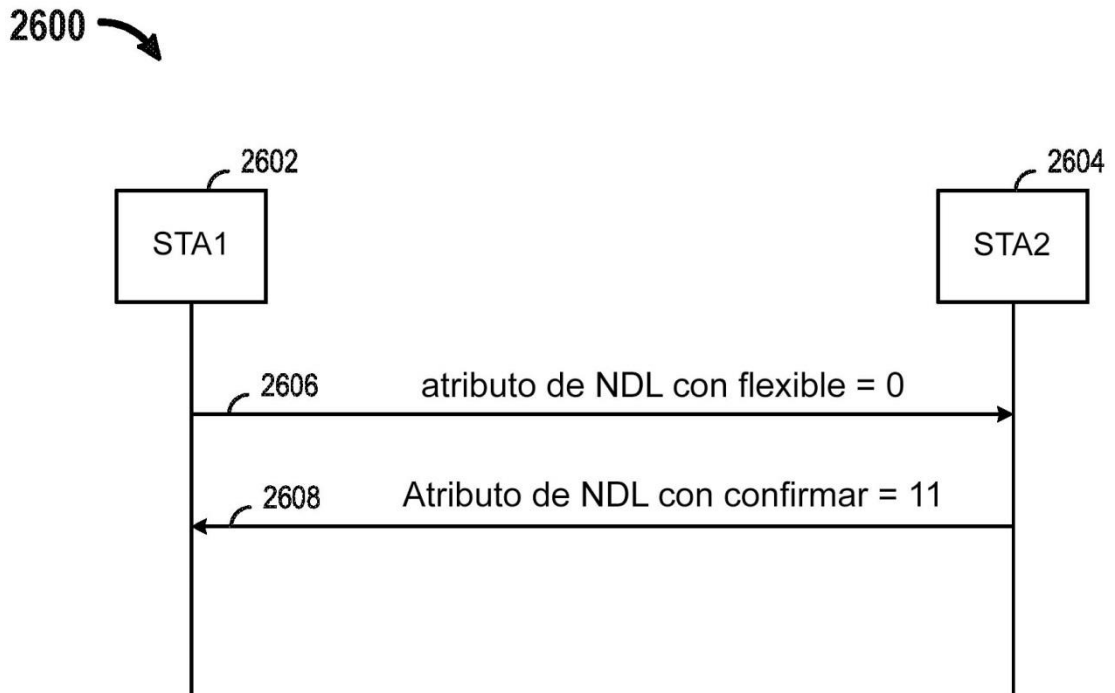 2600
2602
2604
STA1
STA2
2606
atributo de NDL con flexible = 0
2608
Atributo de NDL con confirmar = 11